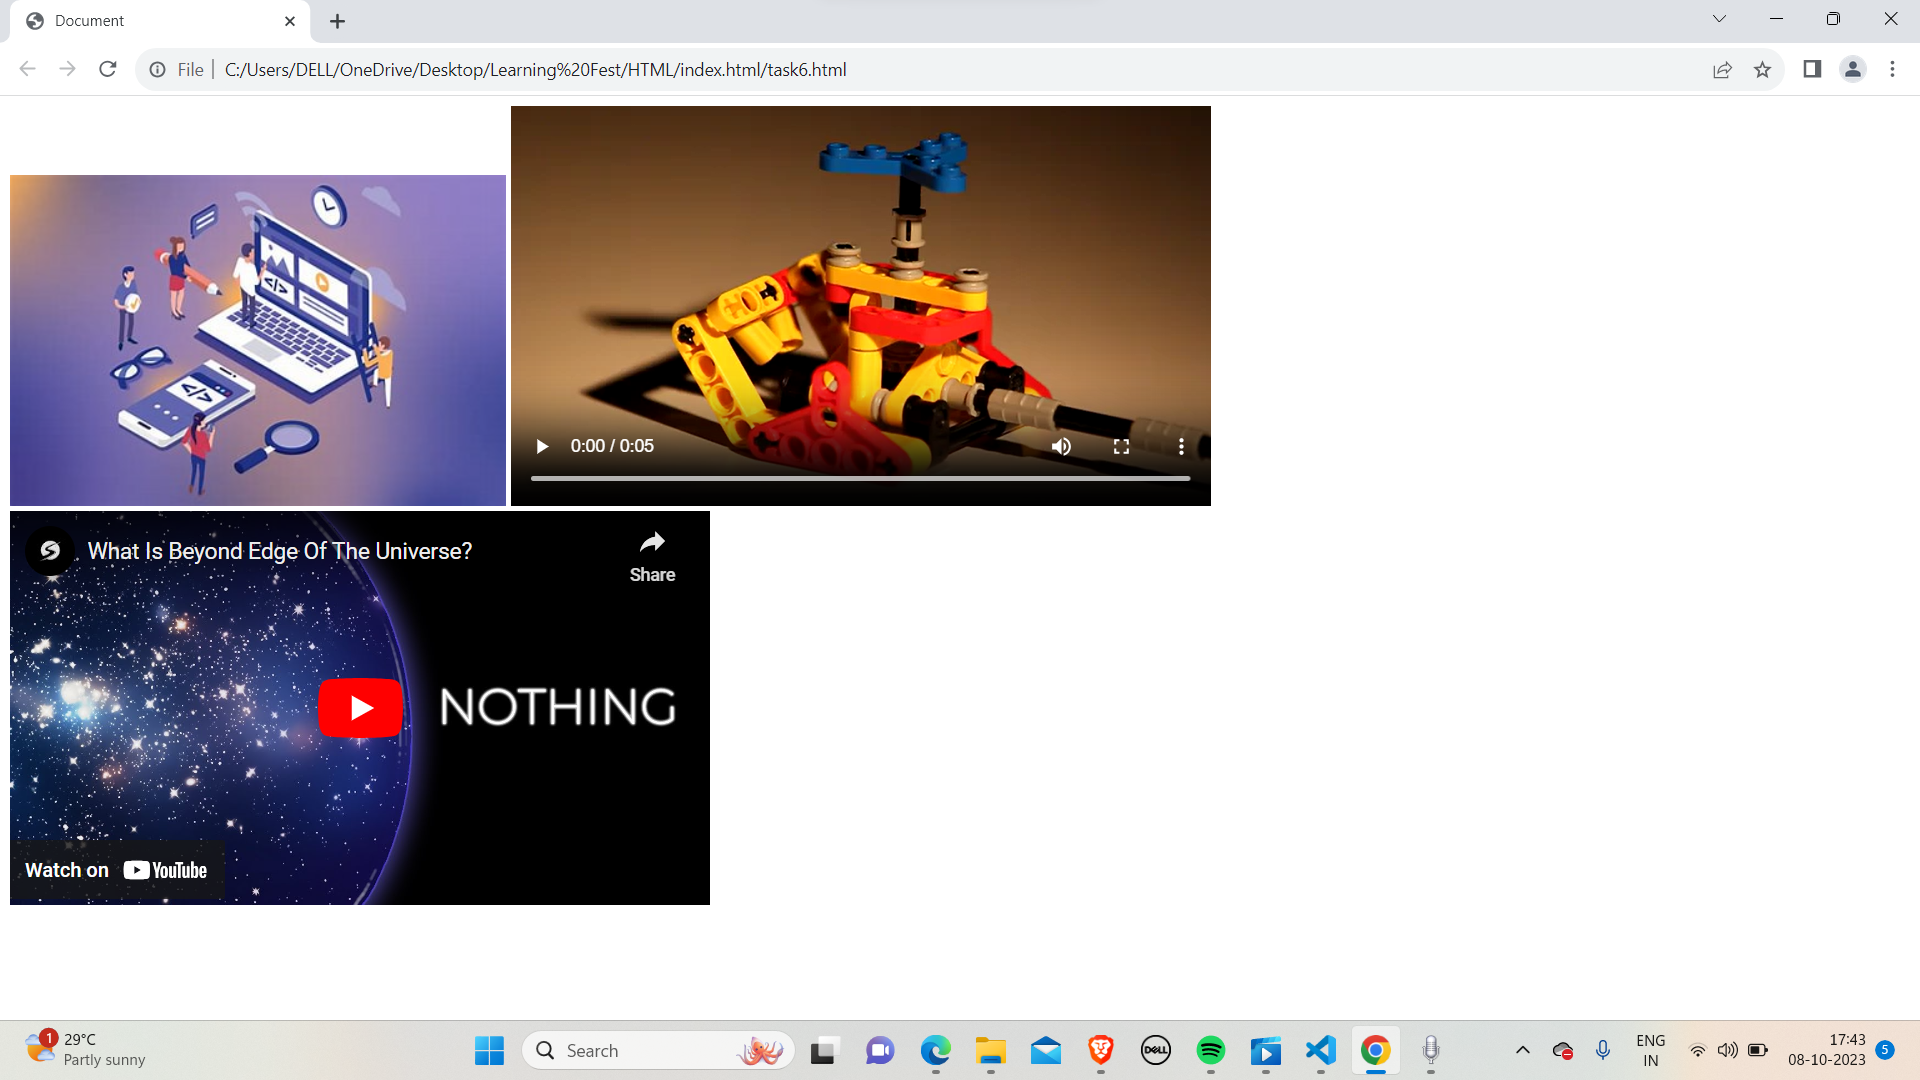 Document
File
C:/Users/DELL/OneDrive/Desktop/Learning%20Fest/HTML/index.html/task6.html
</>
</>
0:00 / 0:05
What Is Beyond Edge Of The Universe?
Share
NOTHING
Watch on YouTube
1
29°C
Partly sunny
Search
DELL
ENG
IN
17:43
08-10-2023
5